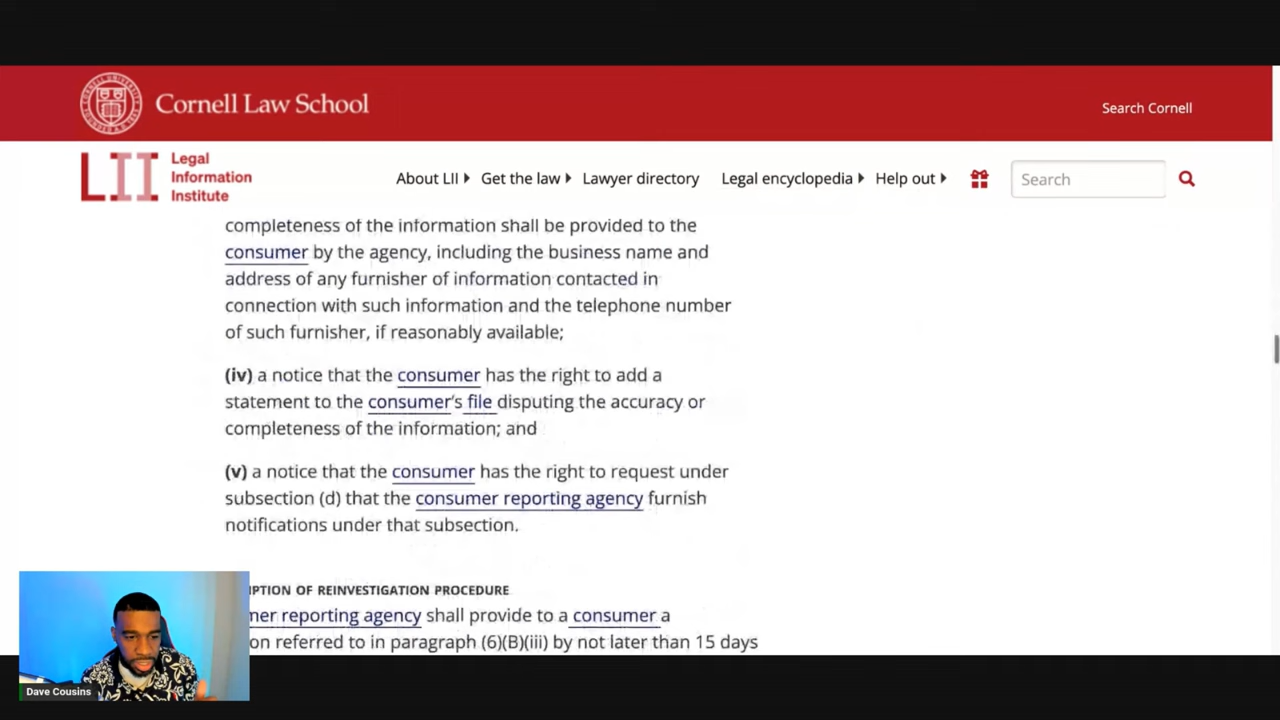 Cornell Law School
Search Cornell
LII
Legal
Information
Institute
About LII
Get the law
Lawyer directory
Legal encyclopedia
Help out
Search
completeness of the information shall be provided to the
consumer by the agency, including the business name and
address of any furnisher of information contacted in
connection with such information and the telephone number
of such furnisher, if reasonably available;
(iv) a notice that the consumer has the right to add a
statement to the consumer's file disputing the accuracy or
completeness of the information; and
(v) a notice that the consumer has the right to request under
subsection (d) that the consumer reporting agency furnish
notifications under that subsection.
OF REINVESTIGATION PROCEDURE
reporting agency shall provide to a consumer a
referred to in paragraph (6)(B)(iii) by not later than 15 days
Dave Cousins